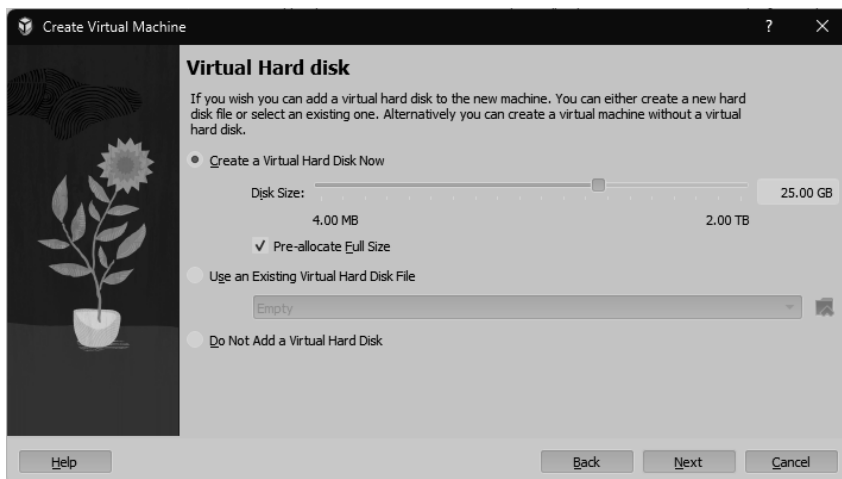 Create Virtual Machine
?
Virtual Hard disk
If you wish you can add a virtual hard disk to the new machine. You can either create a new hard
disk file or select an existing one. Alternatively you can create a virtual machine without a virtual
hard disk.
Create a Virtual Hard Disk Now
Disk Size:
25.00 GB
4.00 MB
2.00 TB
Pre-allocate Full Size
Use an Existing Virtual Hard Disk File
Empty
Do Not Add a Virtual Hard Disk
Help
Back
Next
Cancel